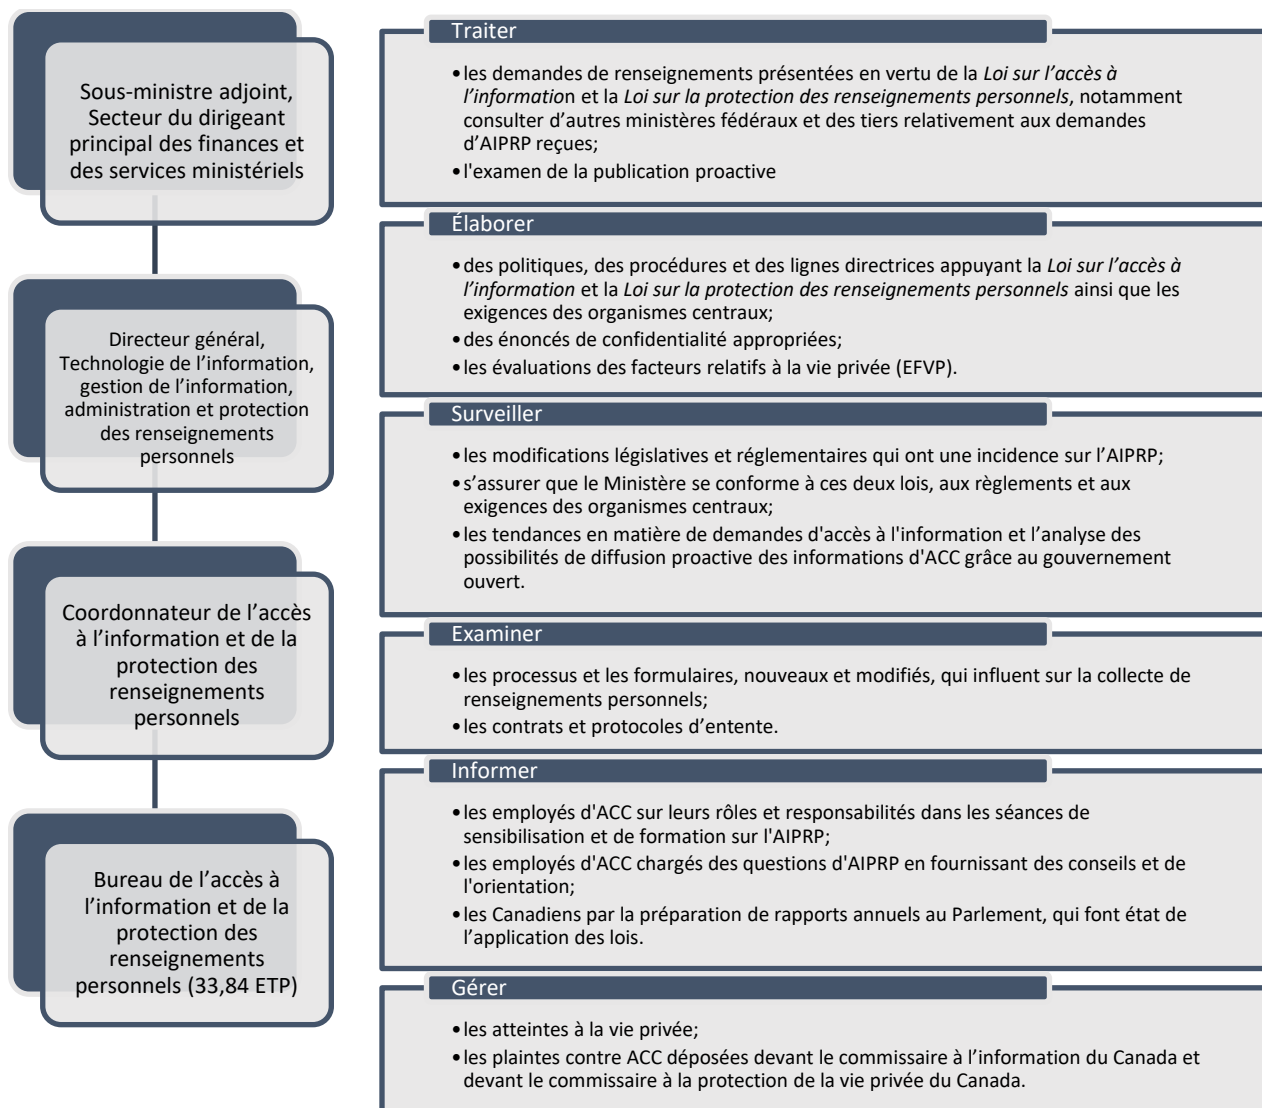 Sous-ministre adjoint,
Secteur du dirigeant
principal des finances et
des services ministériels
Directeur général,
Technologie de l’information,
gestion de l’information,
administration et protection
des renseignements
personnels
Coordonnateur de l’accès
à l’information et de la
protection des
renseignements
personnels
Bureau de l’accès à
l’information et de la
protection des
renseignements
personnels (33,84 ETP)
Traiter
•les demandes de renseignements présentées en vertu de la Loi sur l’accès à
l’information et la Loi sur la protection des renseignements personnels, notamment
consulter d’autres ministères fédéraux et des tiers relativement aux demandes
d’AIPRP reçues;
•l'examen de la publication proactive
Élaborer
•des politiques, des procédures et des lignes directrices appuyant la Loi sur l’accès à
l’information et la Loi sur la protection des renseignements personnels ainsi que les
exigences des organismes centraux;
•des énoncés de confidentialité appropriées;
•les évaluations des facteurs relatifs à la vie privée (EFVP).
Surveiller
•les modifications législatives et réglementaires qui ont une incidence sur l’AIPRP;
•s’assurer que le Ministère se conforme à ces deux lois, aux règlements et aux
exigences des organismes centraux;
•les tendances en matière de demandes d'accès à l'information et l’analyse des
possibilités de diffusion proactive des informations d'ACC grâce au gouvernement
ouvert.
Examiner
•les processus et les formulaires, nouveaux et modifiés, qui influent sur la collecte de
renseignements personnels;
•les contrats et protocoles d’entente.
Informer
•les employés d'ACC sur leurs rôles et responsabilités dans les séances de
sensibilisation et de formation sur l'AIPRP;
•les employés d'ACC chargés des questions d'AIPRP en fournissant des conseils et de
l'orientation;
•les Canadiens par la préparation de rapports annuels au Parlement, qui font état de
l’application des lois.
Gérer
•les atteintes à la vie privée;
•les plaintes contre ACC déposées devant le commissaire à l’information du Canada et
devant le commissaire à la protection de la vie privée du Canada.